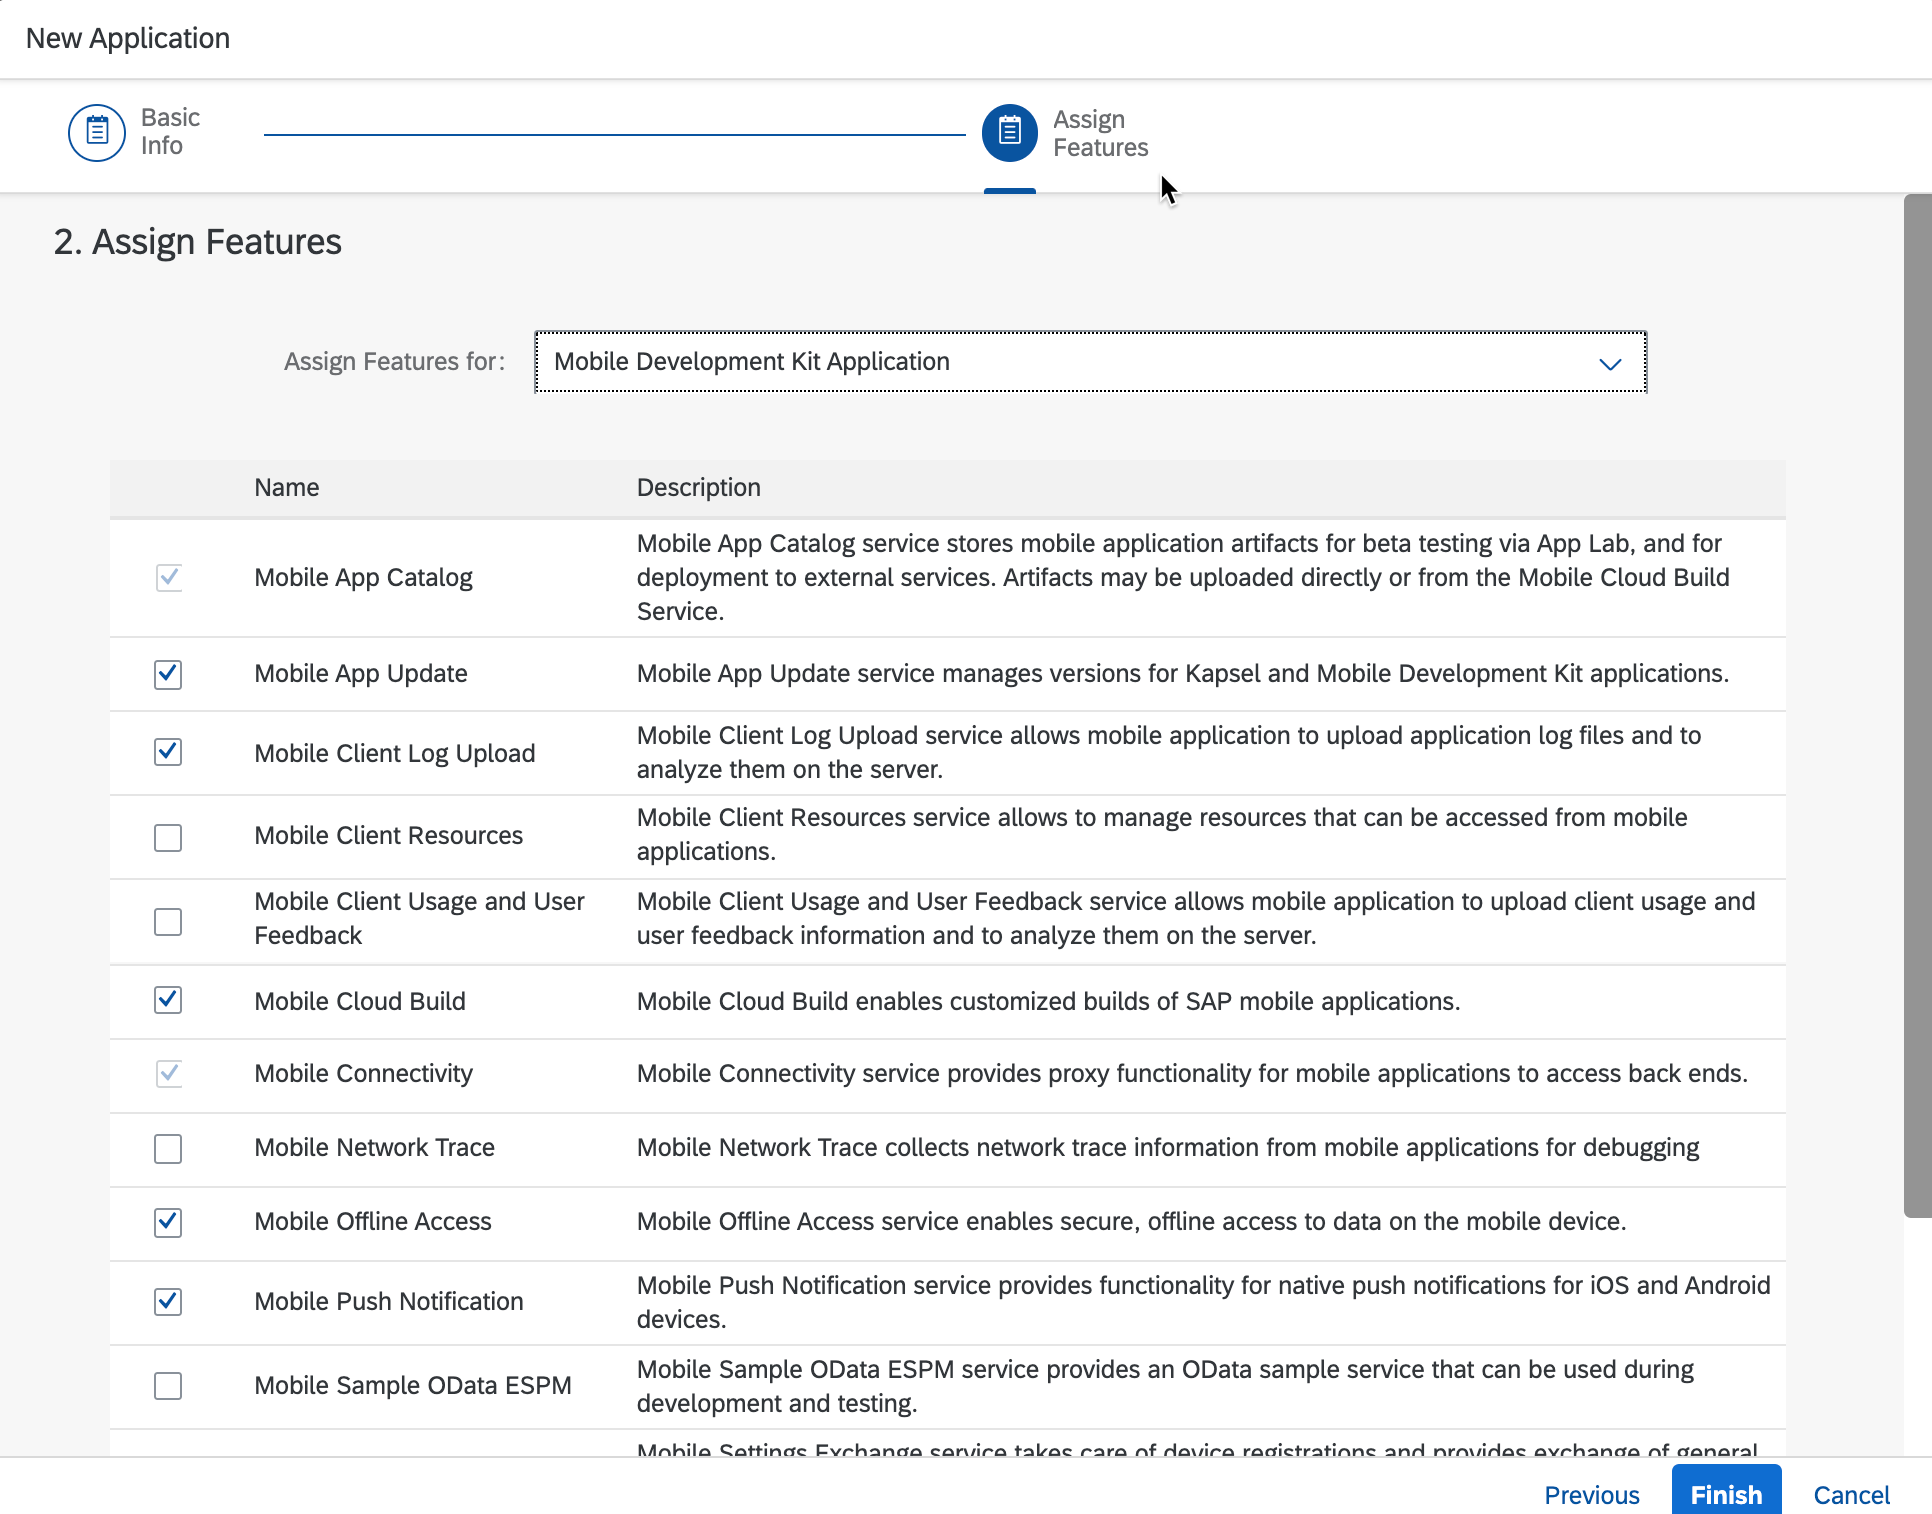 New Application
Basic
Info
Assign
Features
2. Assign Features
Assign Features for:
Mobile Development Kit Application
Name
Description
Mobile App Catalog
Mobile App Catalog service stores mobile application artifacts for beta testing via App Lab, and for
deployment to external services. Artifacts may be uploaded directly or from the Mobile Cloud Build
Service.
Mobile App Update
Mobile App Update service manages versions for Kapsel and Mobile Development Kit applications.
Mobile Client Log Upload
Mobile Client Log Upload service allows mobile application to upload application log files and to
analyze them on the server.
Mobile Client Resources
Mobile Client Resources service allows to manage resources that can be accessed from mobile
applications.
Mobile Client Usage and User
Feedback
Mobile Client Usage and User Feedback service allows mobile application to upload client usage and
user feedback information and to analyze them on the server.
Mobile Cloud Build
Mobile Cloud Build enables customized builds of SAP mobile applications.
Mobile Connectivity
Mobile Connectivity service provides proxy functionality for mobile applications to access back ends.
Mobile Network Trace
Mobile Network Trace collects network trace information from mobile applications for debugging
Mobile Offline Access
Mobile Offline Access service enables secure, offline access to data on the mobile device.
Mobile Push Notification
Mobile Push Notification service provides functionality for native push notifications for iOS and Android
devices.
Mobile Sample OData ESPM
Mobile Sample OData ESPM service provides an OData sample service that can be used during
development and testing.
Mobile Settings Exchange service takes care of device registrations and provides exchange of general
Previous
Finish
Cancel